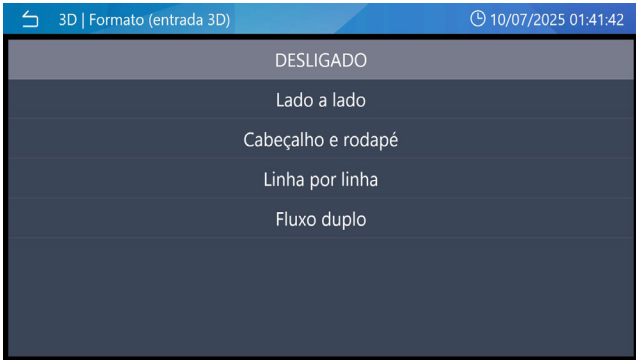 3D | Formato (entrada 3D) 10/07/2025 01:41:42
DESLIGADO
Lado a lado
Cabeçalho e rodapé
Linha por linha
Fluxo duplo